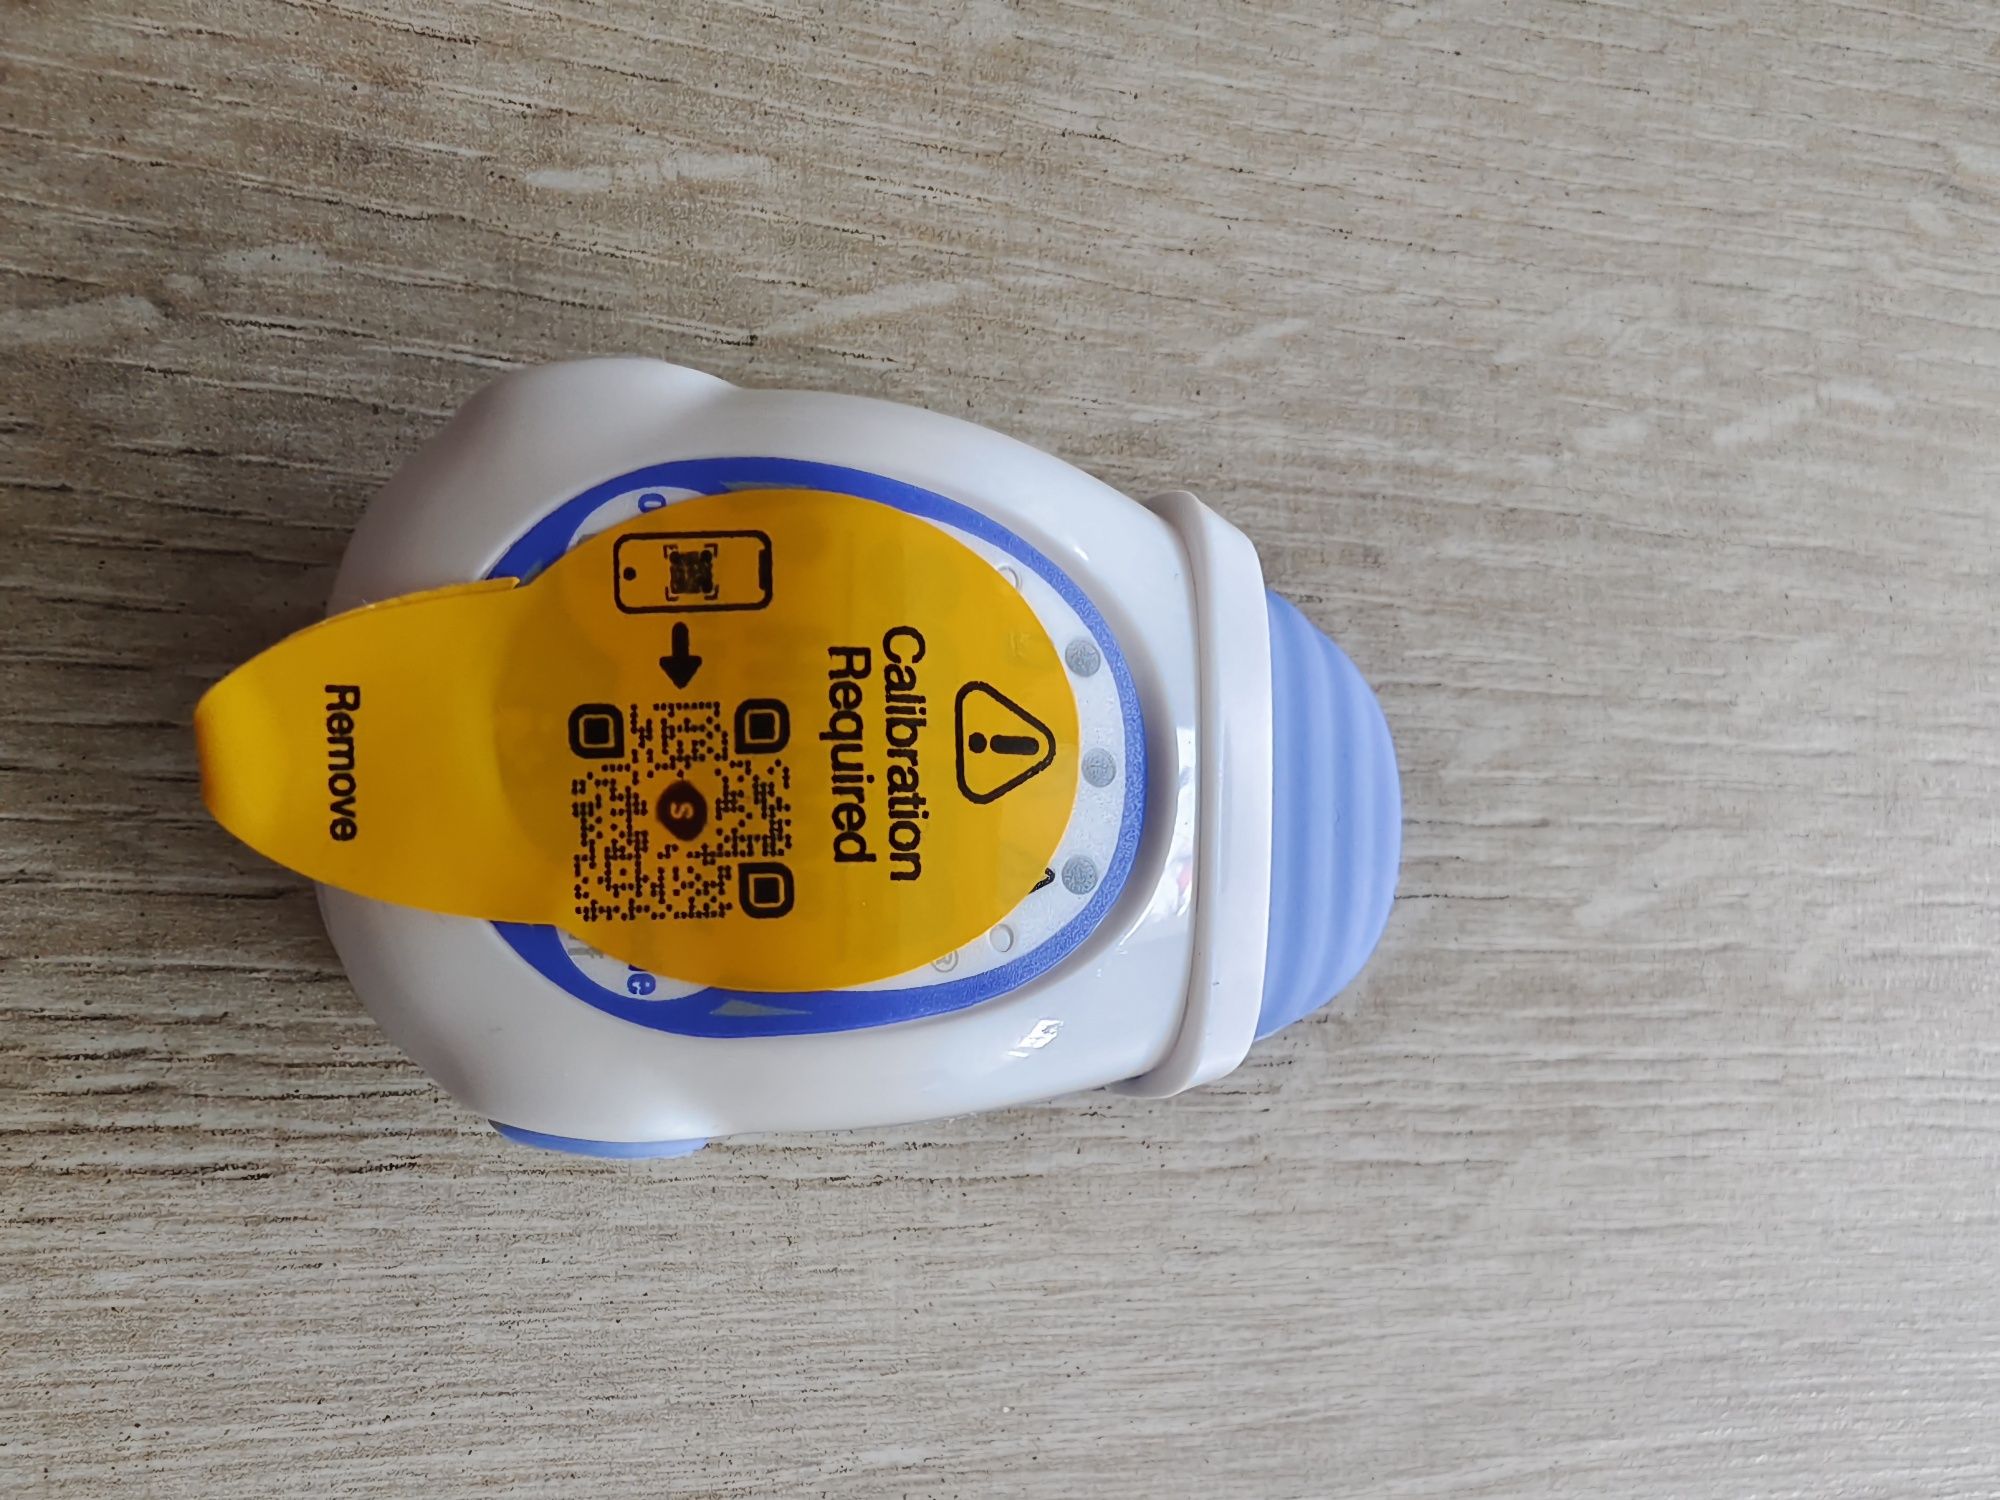 Calibration
Required
Remove